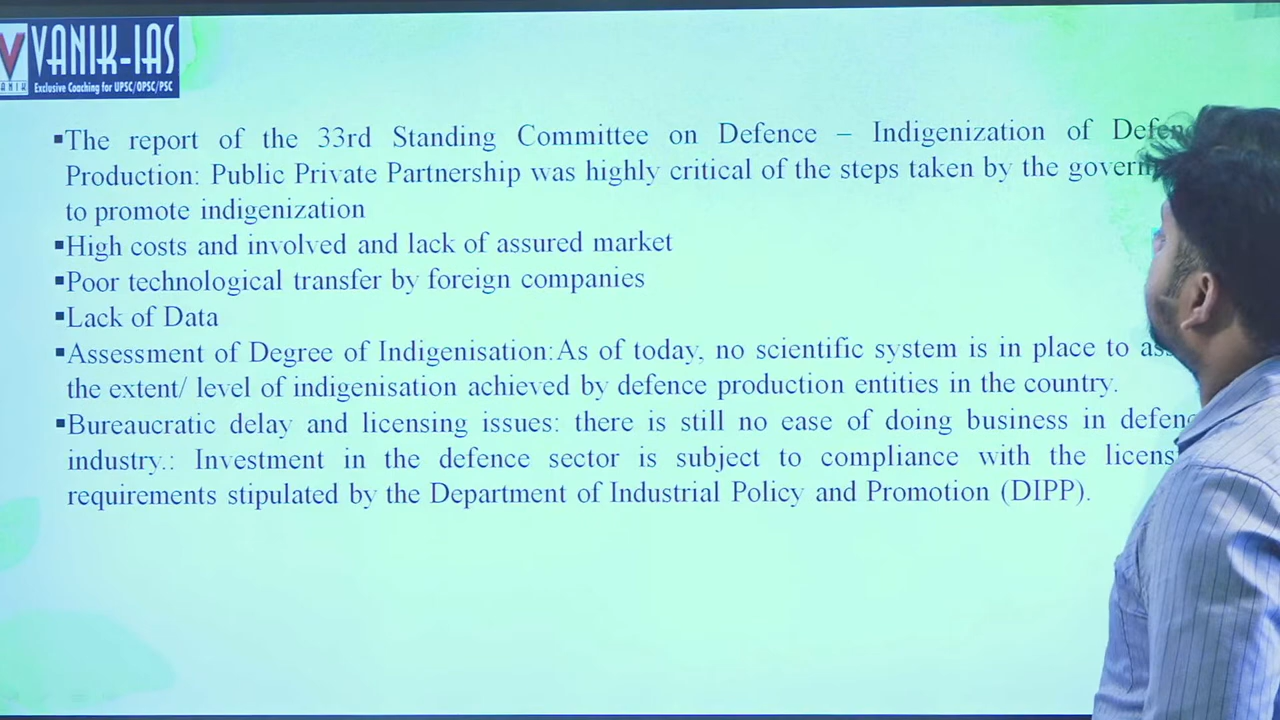 VANIK-IAS
VANIK
Exclusive Coaching for UPSC/OPSC/PSC
▪The report of the 33rd Standing Committee on Defence – Indigenization of
Production: Public Private Partnership was highly critical of the steps taken by the
to promote indigenization
▪High costs and involved and lack of assured market
▪Poor technological transfer by foreign companies
▪Lack of Data
▪Assessment of Degree of Indigenisation:As of today, no scientific system is in place to
the extent/ level of indigenisation achieved by defence production entities in the country.
▪Bureaucratic delay and licensing issues: there is still no ease of doing business in
industry.: Investment in the defence sector is subject to compliance with the
requirements stipulated by the Department of Industrial Policy and Promotion (DIPP).